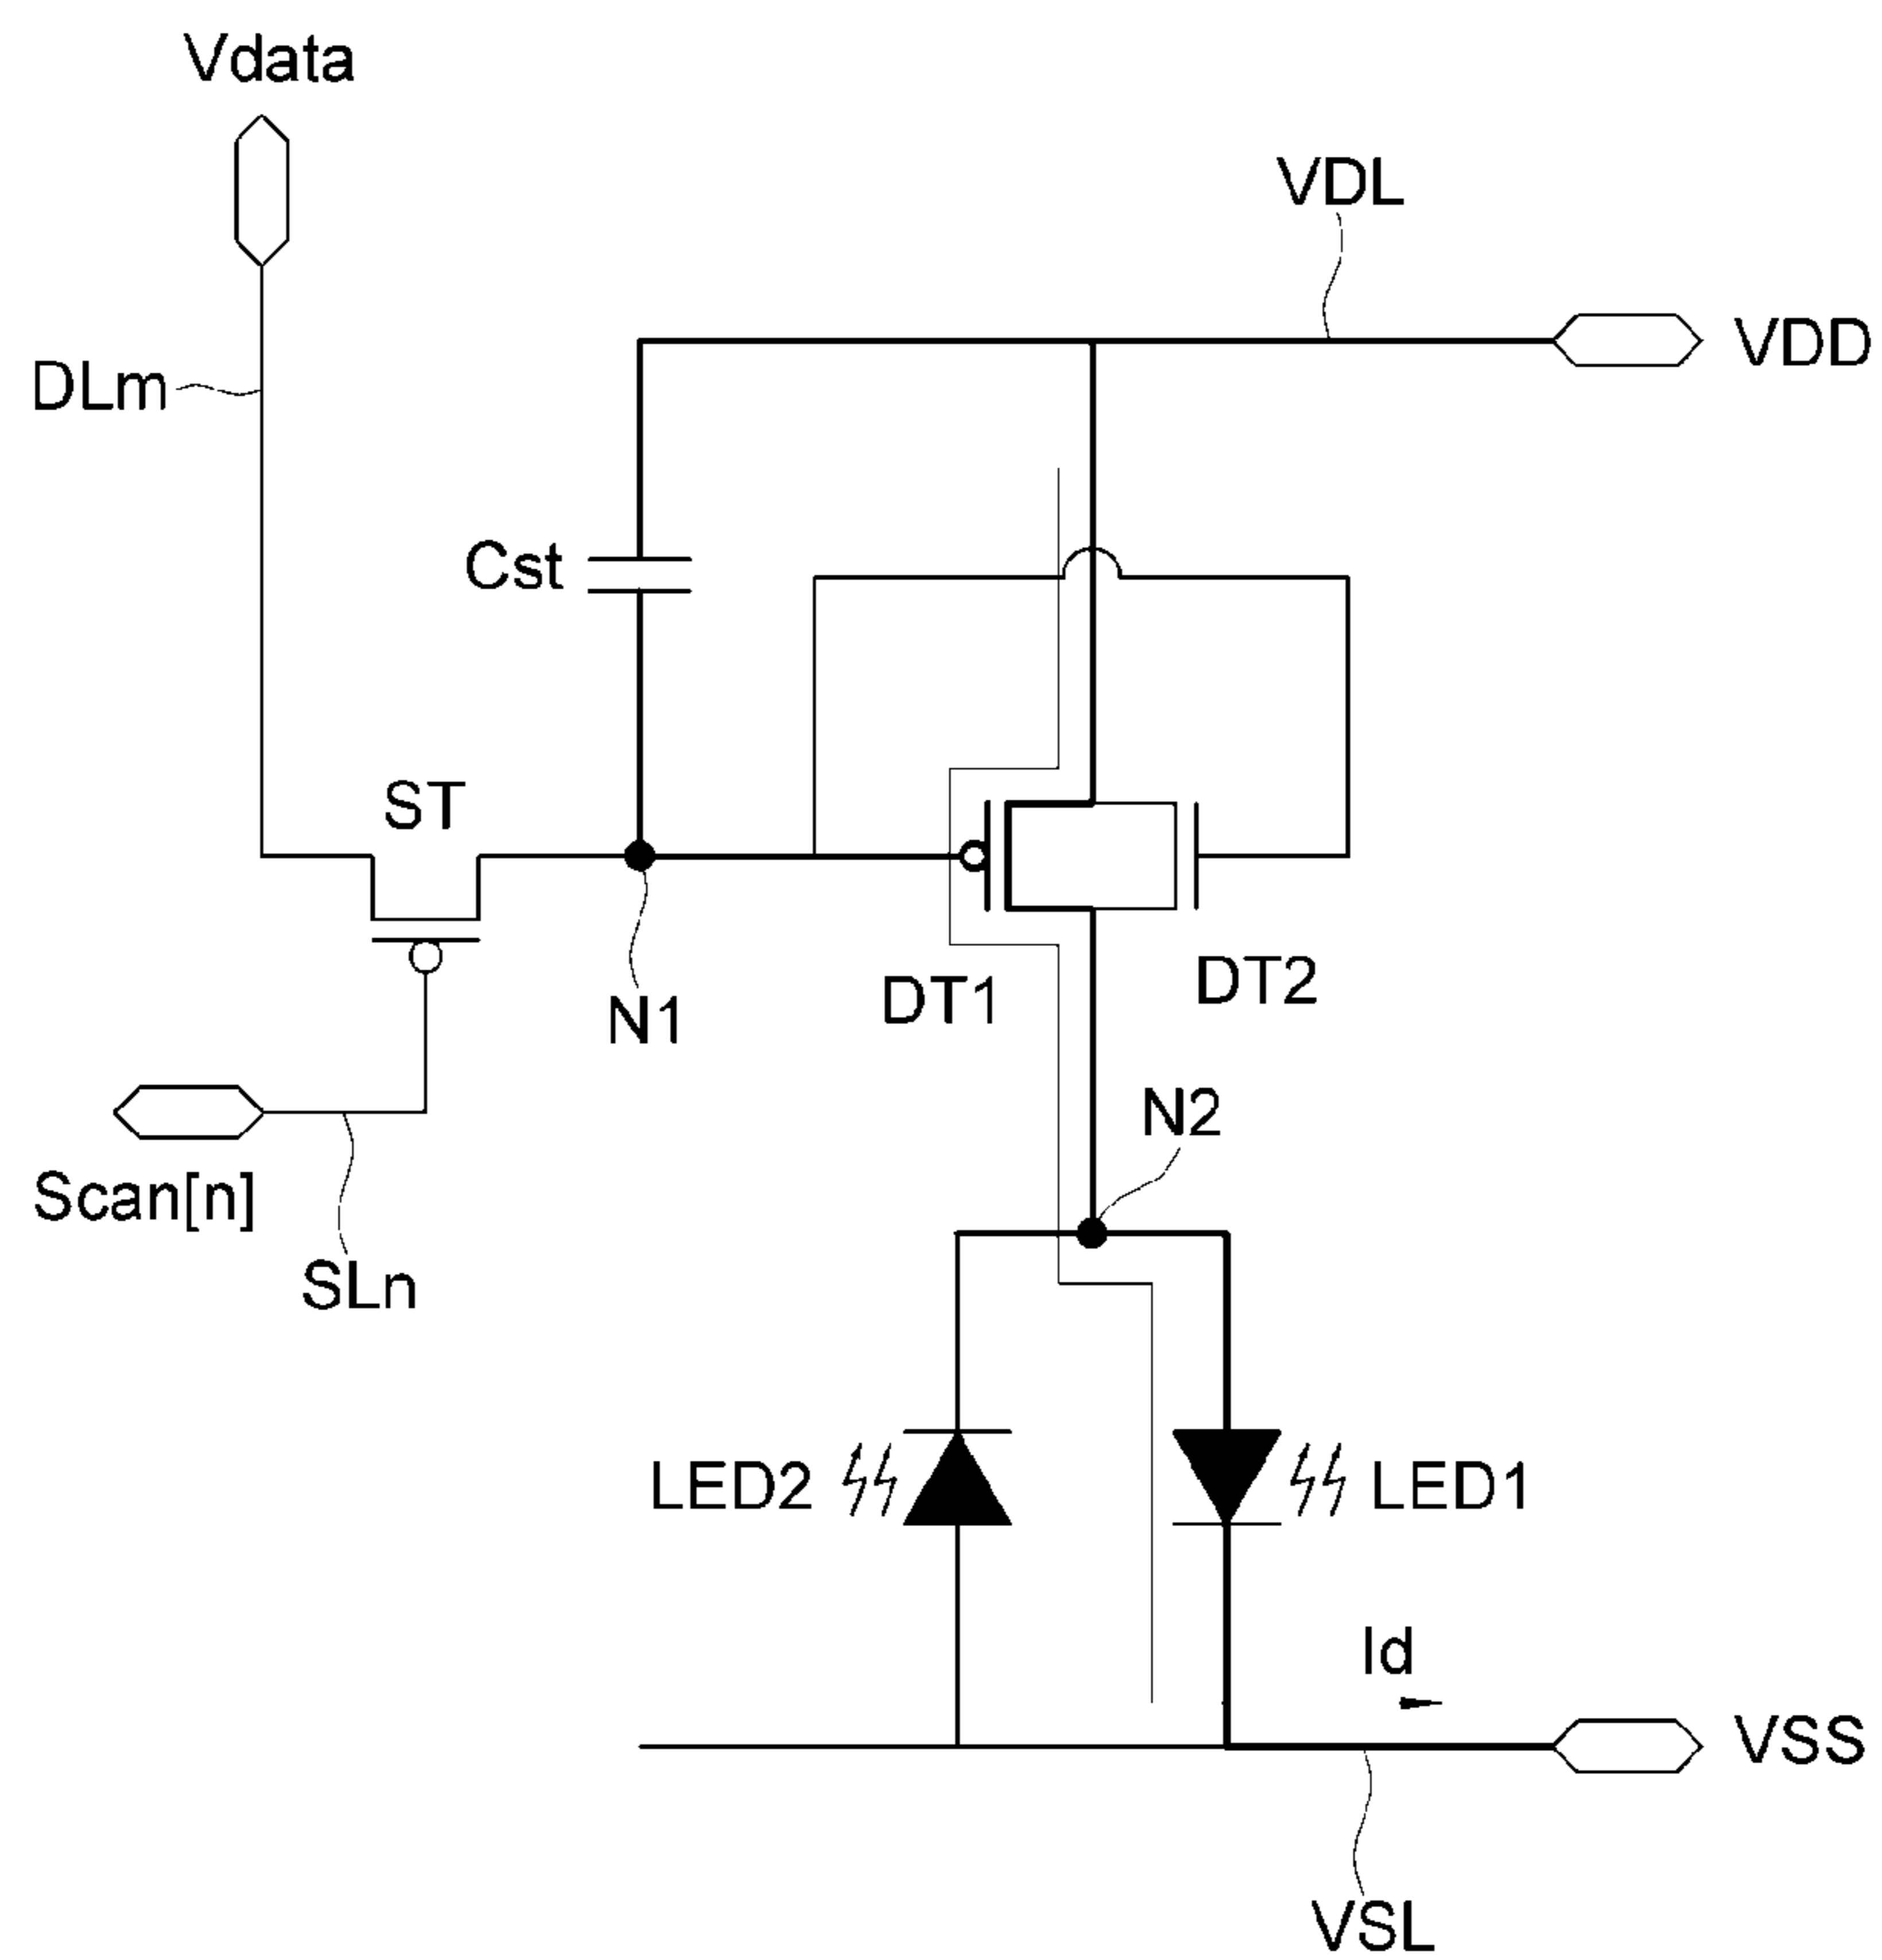 Vdata
VDL
VDD
DLm
Cst
ST
DT2
DT1
N1
N2
Scan[n]
SLn
LED2
LED1
Id
VSS
VSL